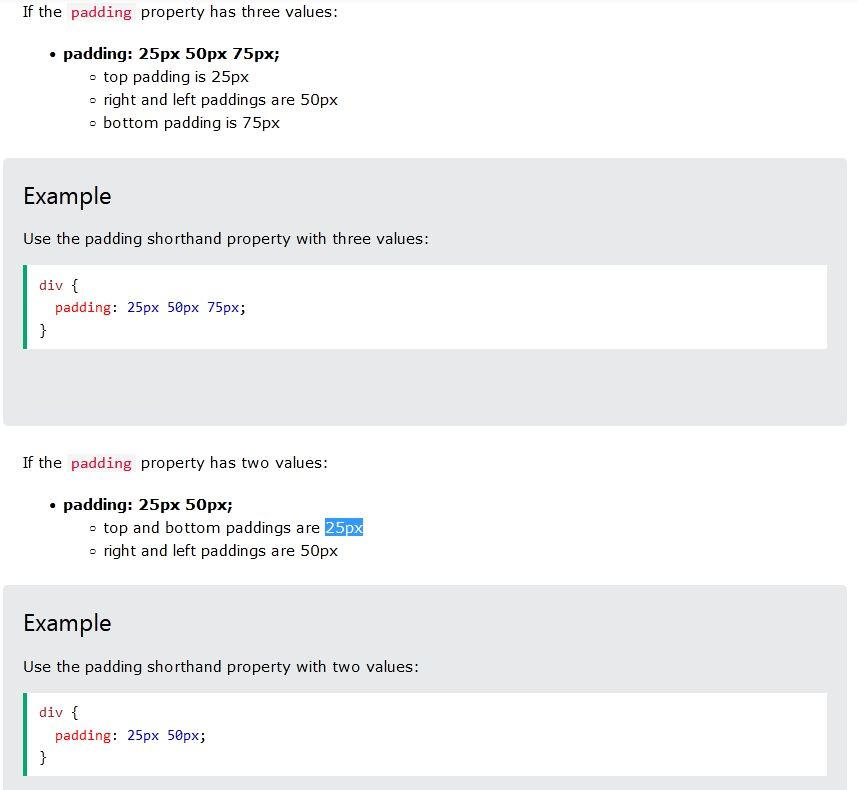 If the padding property has three values:
• padding: 25px 50px 75px;
◦ top padding is 25px
◦ right and left paddings are 50px
◦ bottom padding is 75px
Example
Use the padding shorthand property with three values:
div {
  padding: 25px 50px 75px;
}
If the padding property has two values:
• padding: 25px 50px;
◦ top and bottom paddings are 25px
◦ right and left paddings are 50px
Example
Use the padding shorthand property with two values:
div {
  padding: 25px 50px;
}